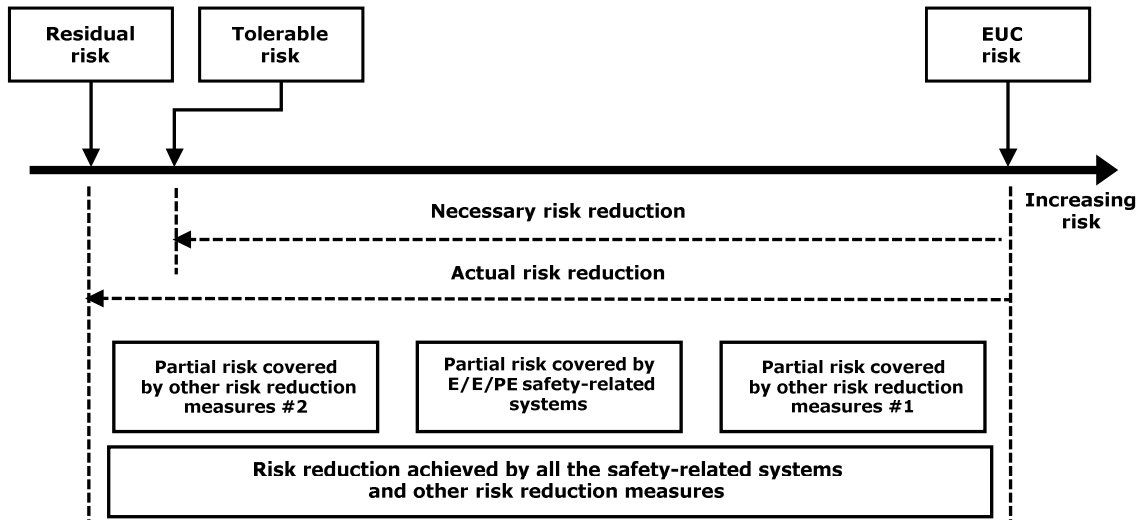 Residual
risk
Tolerable
risk
EUC
risk
Increasing
risk
Necessary risk reduction
Actual risk reduction
Partial risk covered
by other risk reduction
measures #2
Partial risk covered by
E/E/PE safety-related
systems
Partial risk covered
by other risk reduction
measures #1
Risk reduction achieved by all the safety-related systems
and other risk reduction measures